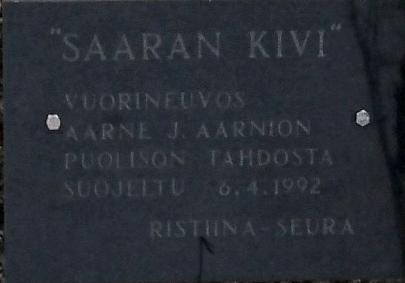 "SAARAN KIVI"
VUORINEUVOS
AARNE J. AARNION
PUOLISON TAHDOSTA
SUOJELTU 6.4.1992
RISTIINA-SEURA